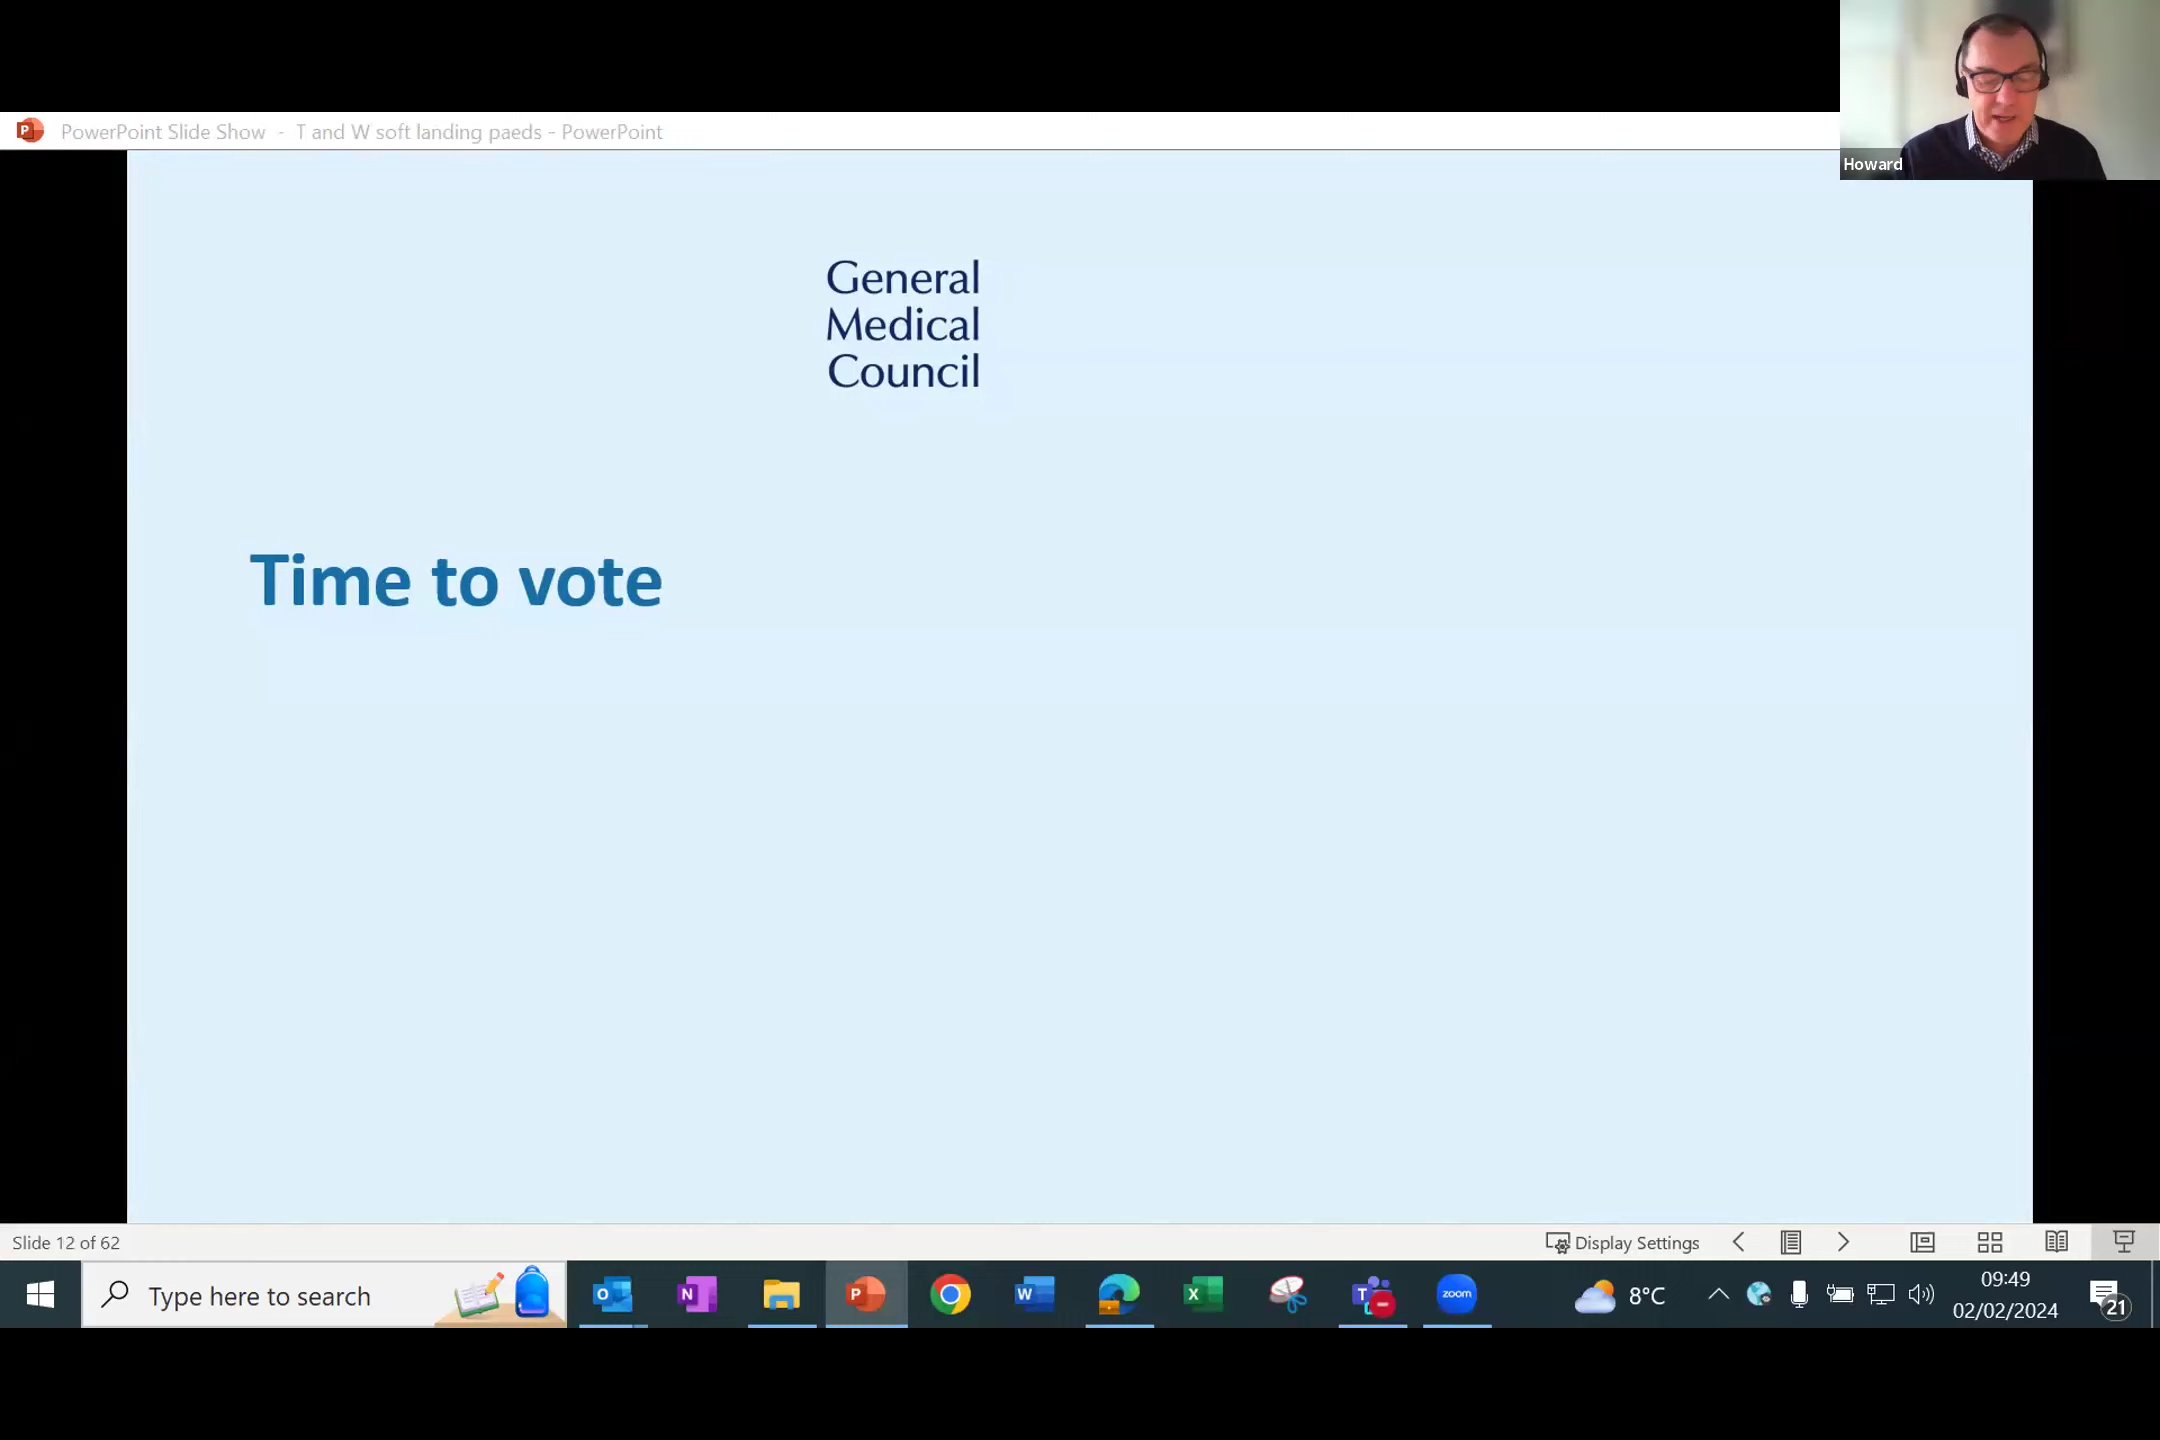 Howard
PowerPoint Slide Show - T and W soft landing paeds - PowerPoint
General
Medical
Council
Time to vote
Slide 12 of 62
Display Settings
Type here to search
zoom
8°C
09:49
02/02/2024
21